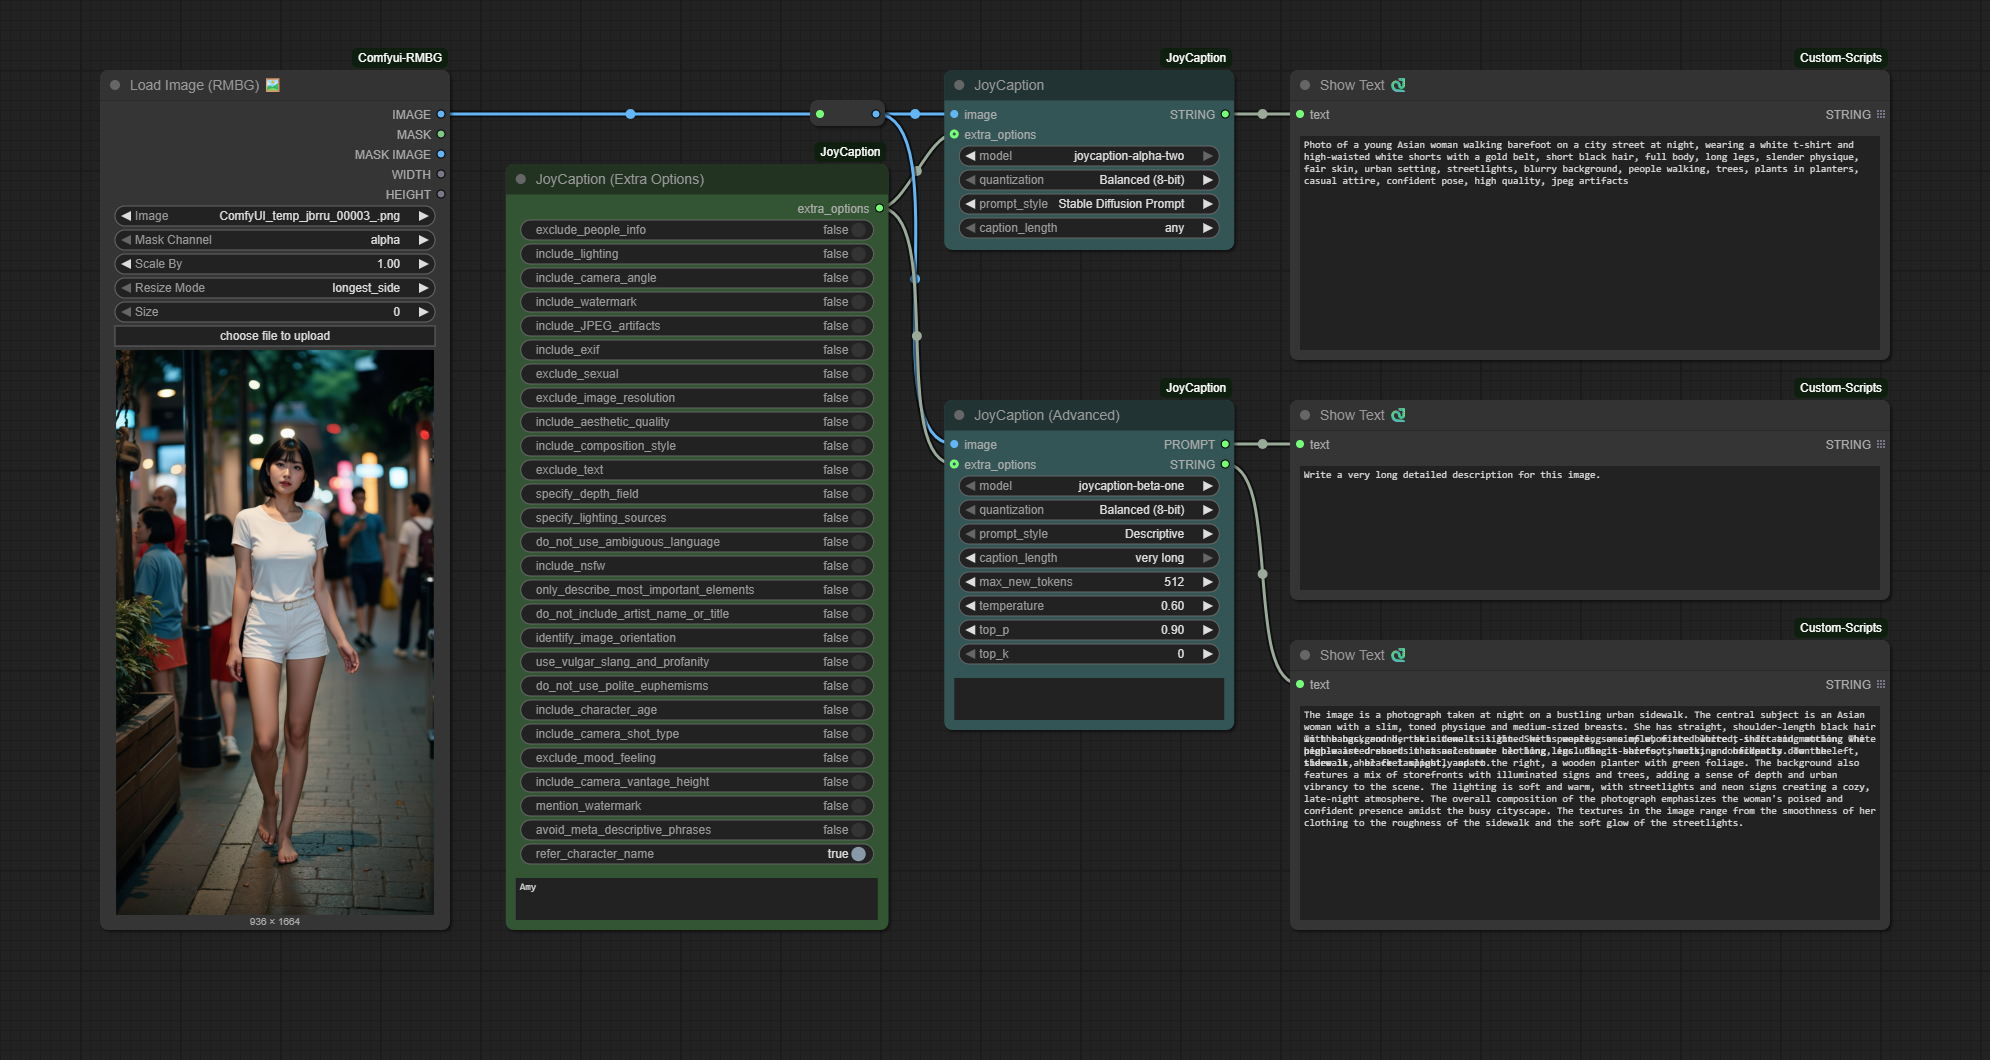 Comfyui-RMBG
Load Image (RMBG)
IMAGE
MASK
MASK IMAGE
WIDTH
HEIGHT
Image ComfyUI_temp_jbrru_00003_.png
Mask Channel alpha
Scale By 1.00
Resize Mode longest_side
Size 0
choose file to upload
936 × 1664
JoyCaption
JoyCaption (Extra Options)
extra_options
exclude_people_info false
include_lighting false
include_camera_angle false
include_watermark false
include_JPEG_artifacts false
include_exif false
exclude_sexual false
exclude_image_resolution false
include_aesthetic_quality false
include_composition_style false
exclude_text false
specify_depth_field false
specify_lighting_sources false
do_not_use_ambiguous_language false
include_nsfw false
only_describe_most_important_elements false
do_not_include_artist_name_or_title false
identify_image_orientation false
use_vulgar_slang_and_profanity false
do_not_use_polite_euphemisms false
include_character_age false
include_camera_shot_type false
exclude_mood_feeling false
include_camera_vantage_height false
mention_watermark false
avoid_meta_descriptive_phrases false
refer_character_name true
Amy
JoyCaption
JoyCaption
image STRING
extra_options
model joycaption-alpha-two
quantization Balanced (8-bit)
prompt_style Stable Diffusion Prompt
caption_length any
JoyCaption
JoyCaption (Advanced)
image PROMPT
extra_options STRING
model joycaption-beta-one
quantization Balanced (8-bit)
prompt_style Descriptive
caption_length very long
max_new_tokens 512
temperature 0.60
top_p 0.90
top_k 0
Custom-Scripts
Show Text
text STRING
Photo of a young Asian woman walking barefoot on a city street at night, wearing a white t-shirt and
high-waisted white shorts with a gold belt, short black hair, full body, long legs, slender physique,
fair skin, urban setting, streetlights, blurry background, people walking, trees, plants in planters,
casual attire, confident pose, high quality, jpeg artifacts
Custom-Scripts
Show Text
text STRING
Write a very long detailed description for this image.
Custom-Scripts
Show Text
text STRING
The image is a photograph taken at night on a bustling urban sidewalk. The central subject is an Asian
woman with a slim, toned physique and medium-sized breasts. She has straight, shoulder-length black hair
the right, a wooden planter with green foliage. The background also
features a mix of storefronts with illuminated signs and trees, adding a sense of depth and urban
vibrancy to the scene. The lighting is soft and warm, with streetlights and neon signs creating a cozy,
late-night atmosphere. The overall composition of the photograph emphasizes the woman's poised and
confident presence amidst the busy cityscape. The textures in the image range from the smoothness of her
clothing to the roughness of the sidewalk and the soft glow of the streetlights.